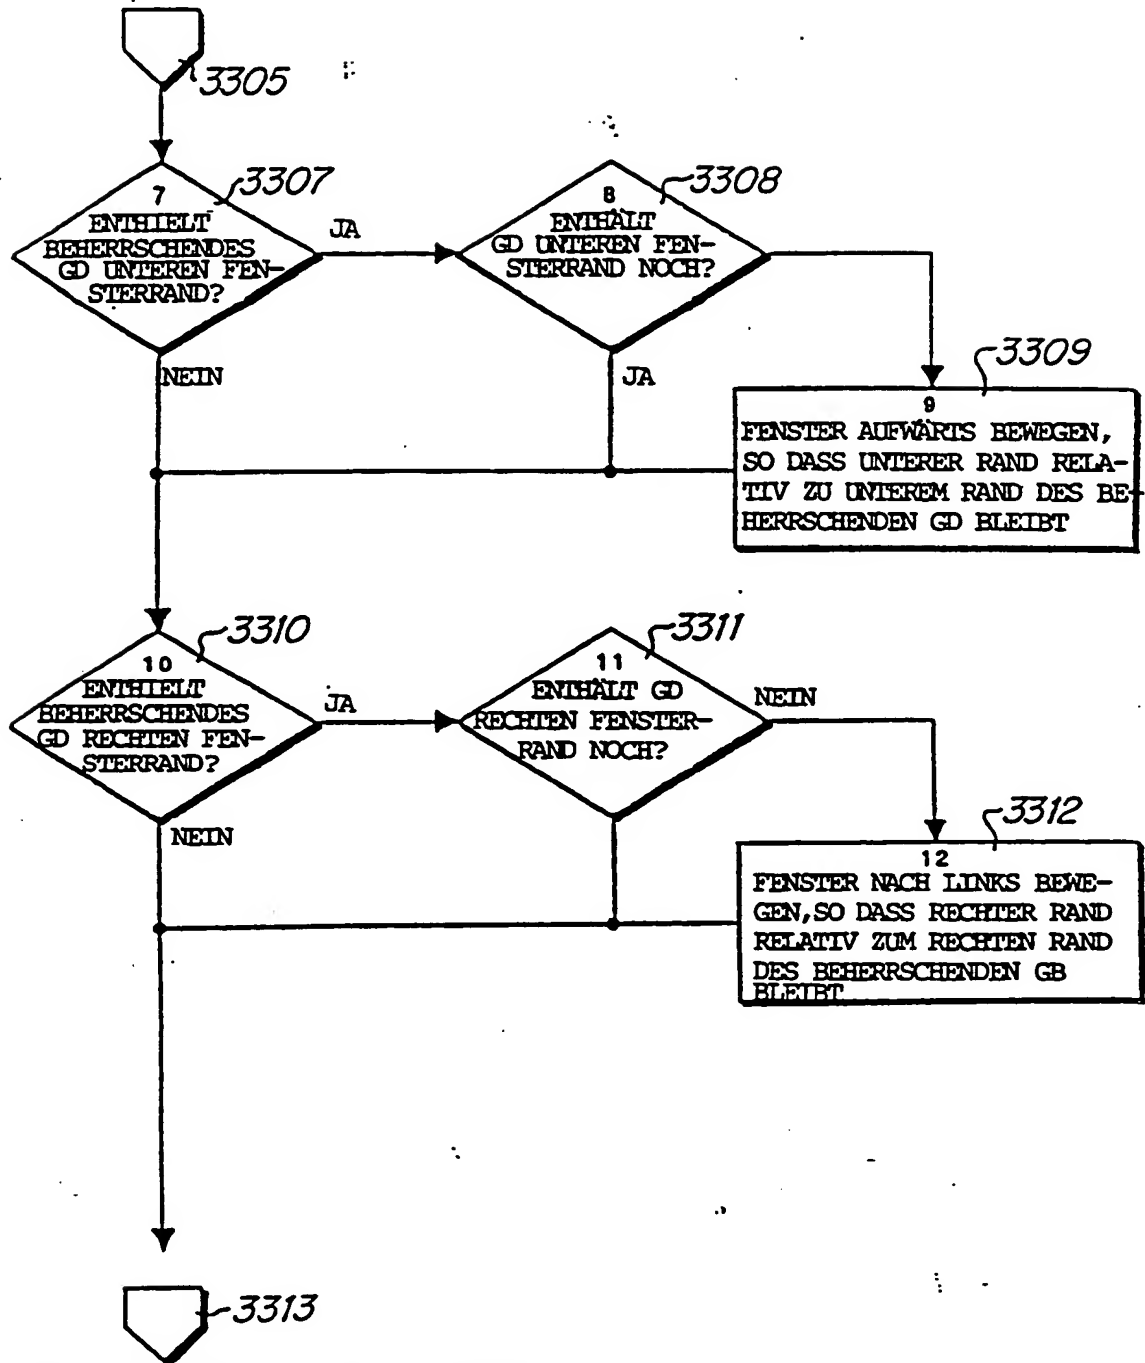 3305
3307
7
ENTHIELT
BEHERRSCHENDES
GD UNTEREN FEN-
STERRAND?
JA
NEIN
3308
8
ENTHÄLT
GD UNTEREN FEN-
STERRAND NOCH?
JA
3309
9
FENSTER AUFWÄRTS BEWEGEN,
SO DASS UNTERER RAND RELA-
TIV ZU UNTEREM RAND DES BE-
HERRSCHENDEN GD BLEIBT
3310
10
ENTHIELT
BEHERRSCHENDES
GD RECHTEN FEN-
STERRAND?
JA
NEIN
3311
11
ENTHÄLT GD
RECHTEN FENSTER-
RAND NOCH?
NEIN
3312
12
FENSTER NACH LINKS BEWE-
GEN,SO DASS RECHTER RAND
RELATIV ZUM RECHTEN RAND
DES BEHERRSCHENDEN GB
BLEIBT
3313